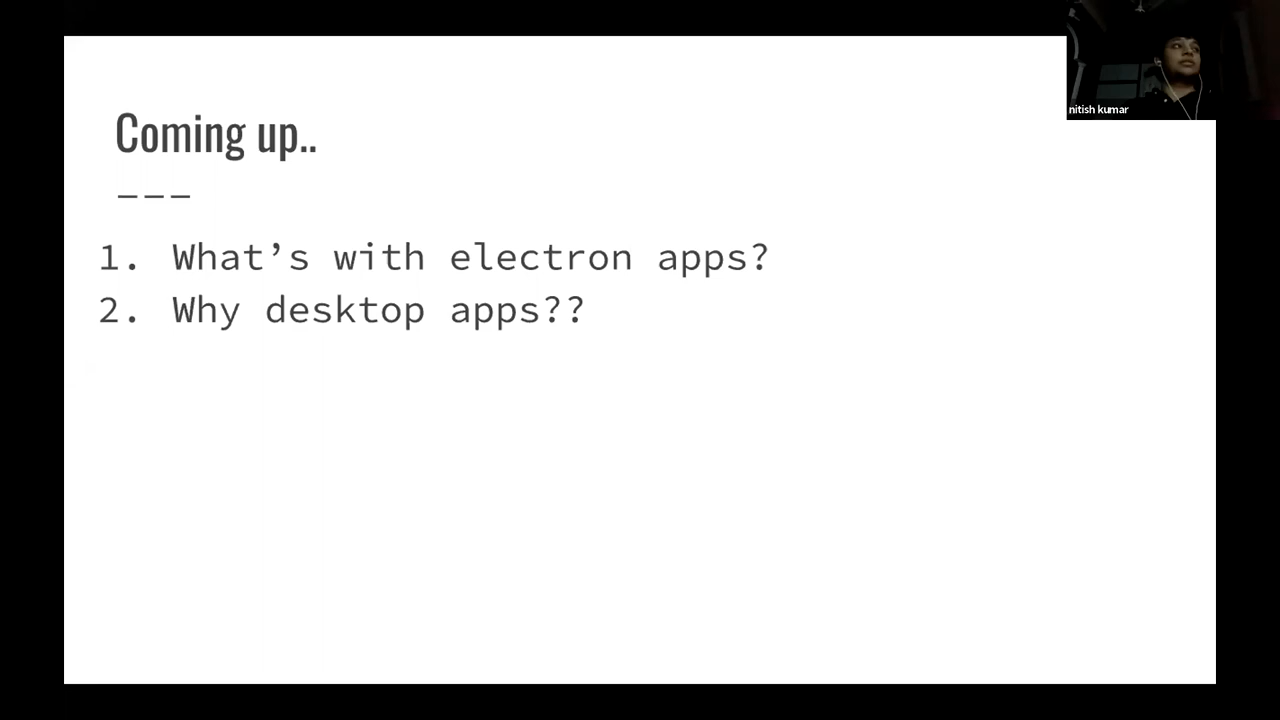 nitish kumar
Coming up..
———
1. What’s with electron apps?
2. Why desktop apps??